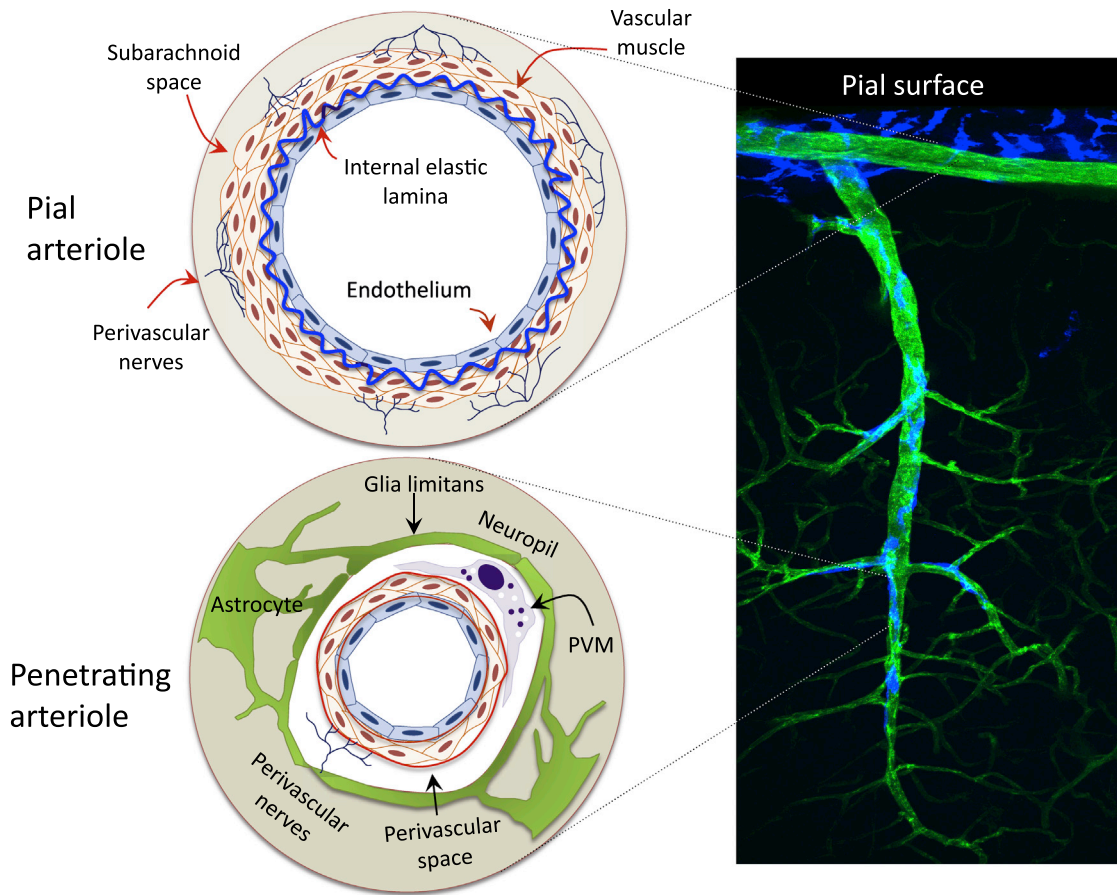 Vascular
muscle
Subarachnoid
space
Pial surface
Internal elastic
lamina
Pial
arteriole
Endothelium
Perivascular
nerves
Glia limitans
Neuropil
Astrocyte
PVM
Penetrating
arteriole
Perivascular
nerves
Perivascular
space